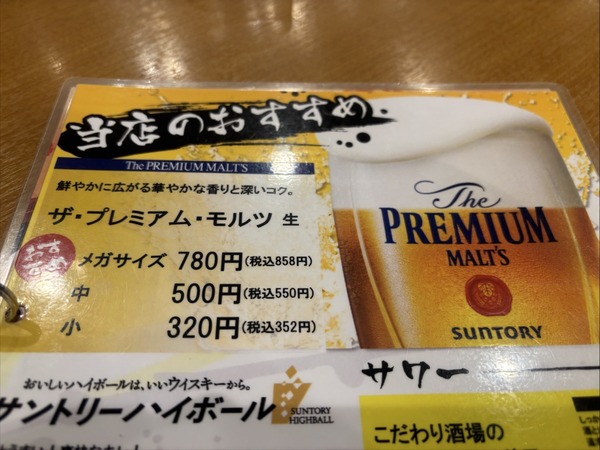 当店のおすすめ
The PREMIUM MALT'S
鮮やかに広がる華やかな香りと深いコク。
ザ・プレミアム・モルツ 生
おすすめ
メガサイズ 780円(税込858円)
中 500円(税込550円)
小 320円(税込352円)
The
PREMIUM
MALT'S
SUNTORY
おいしいハイボールは、いいウイスキーから。
サントリーハイボール
SUNTORY
HIGHBALL
サワー
こだわり酒場の